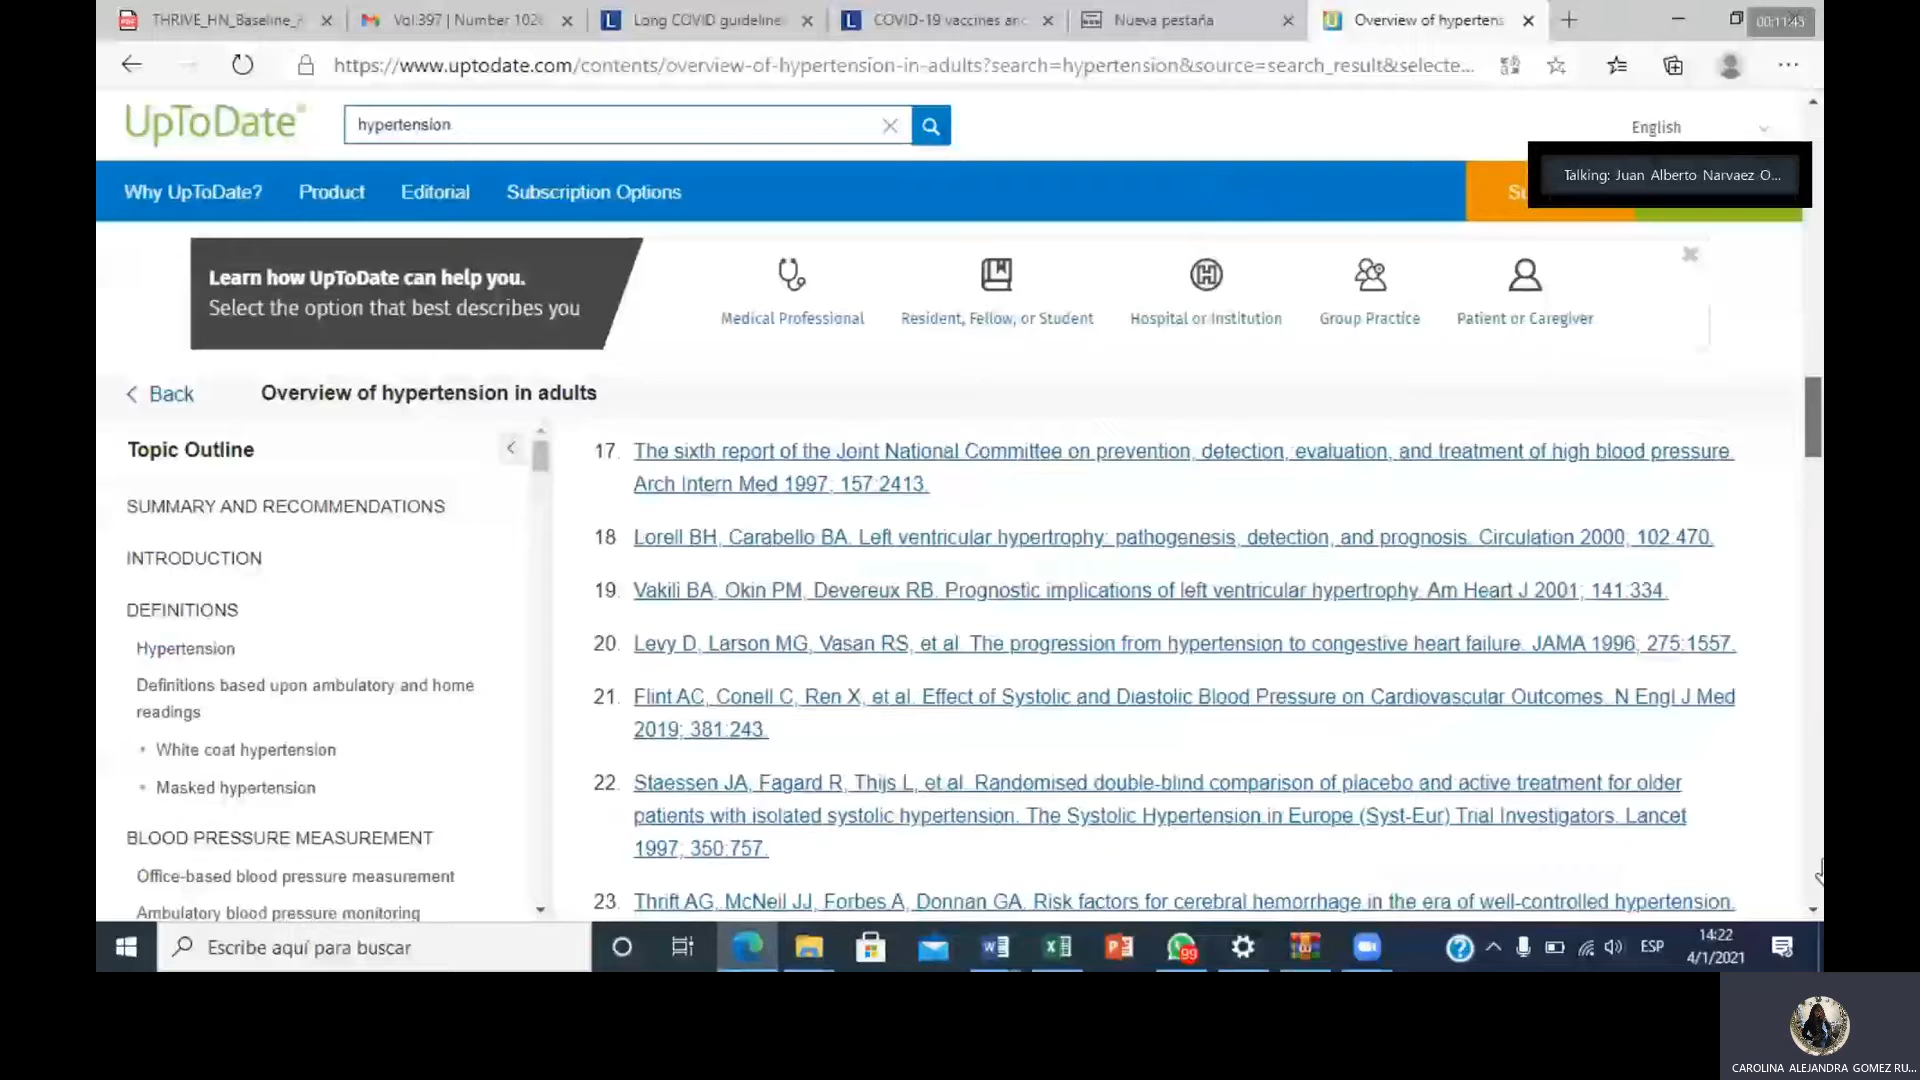 THRIVE_HN_Baseline_
Vol:397 | Number 102
Long COVID guideline
COVID-19 vaccines an
Nueva pestaña
Overview of hypertens
00:11:45
https://www.uptodate.com/contents/overview-of-hypertension-in-adults?search=hypertension&source=search_result&selecte...
UpToDate®
hypertension
English
Talking: Juan Alberto Narvaez O...
Why UpToDate?
Product
Editorial
Subscription Options
Su
Learn how UpToDate can help you.
Select the option that best describes you
Medical Professional
Resident, Fellow, or Student
Hospital or Institution
Group Practice
Patient or Caregiver
Back
Overview of hypertension in adults
Topic Outline
SUMMARY AND RECOMMENDATIONS
INTRODUCTION
DEFINITIONS
Hypertension
Definitions based upon ambulatory and home
readings
• White coat hypertension
• Masked hypertension
BLOOD PRESSURE MEASUREMENT
Office-based blood pressure measurement
Ambulatory blood pressure monitoring
17. The sixth report of the Joint National Committee on prevention, detection, evaluation, and treatment of high blood pressure.
Arch Intern Med 1997; 157:2413.
18 Lorell BH, Carabello BA. Left ventricular hypertrophy: pathogenesis, detection, and prognosis. Circulation 2000; 102:470.
19. Vakili BA, Okin PM, Devereux RB. Prognostic implications of left ventricular hypertrophy. Am Heart J 2001; 141:334.
20. Levy D, Larson MG, Vasan RS, et al. The progression from hypertension to congestive heart failure. JAMA 1996; 275:1557.
21. Flint AC, Conell C, Ren X, et al. Effect of Systolic and Diastolic Blood Pressure on Cardiovascular Outcomes. N Engl J Med
2019; 381:243.
22. Staessen JA, Fagard R, Thijs L, et al. Randomised double-blind comparison of placebo and active treatment for older
patients with isolated systolic hypertension. The Systolic Hypertension in Europe (Syst-Eur) Trial Investigators. Lancet
1997; 350:757.
23. Thrift AG, McNeil JJ, Forbes A, Donnan GA. Risk factors for cerebral hemorrhage in the era of well-controlled hypertension.
Escribe aquí para buscar
99
ESP
14:22
4/1/2021
CAROLINA ALEJANDRA GOMEZ RU...